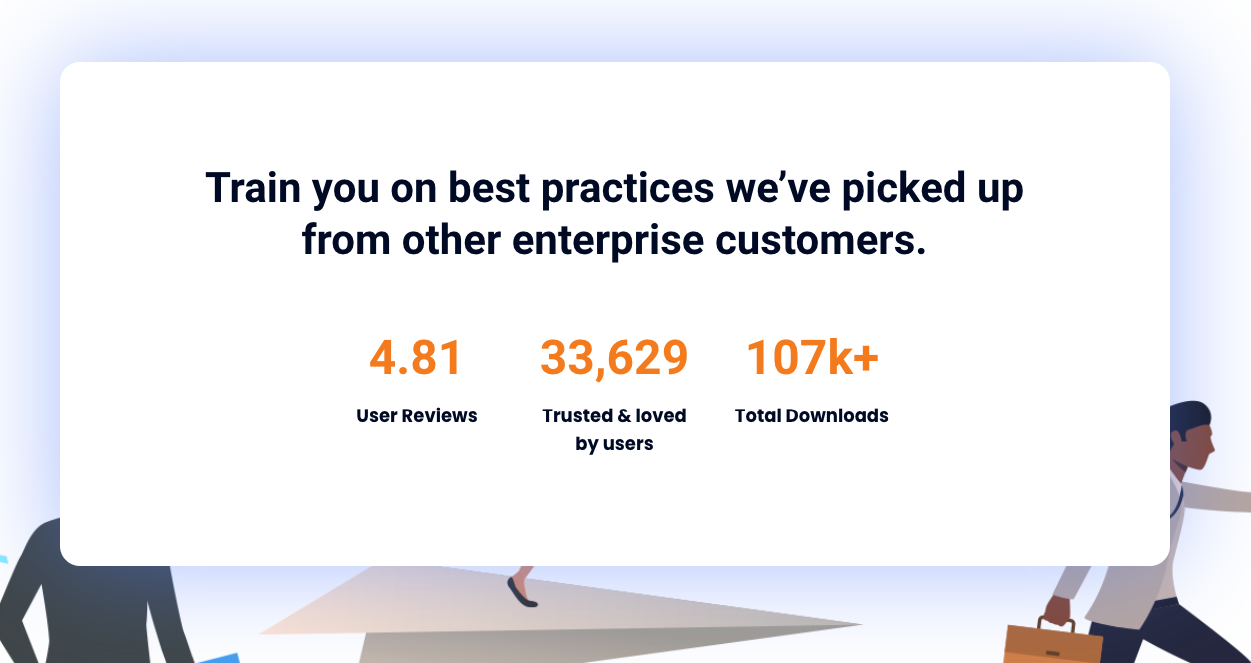 Train you on best practices we’ve picked up
from other enterprise customers.
4.81
33,629
107k+
User Reviews
Trusted & loved
by users
Total Downloads